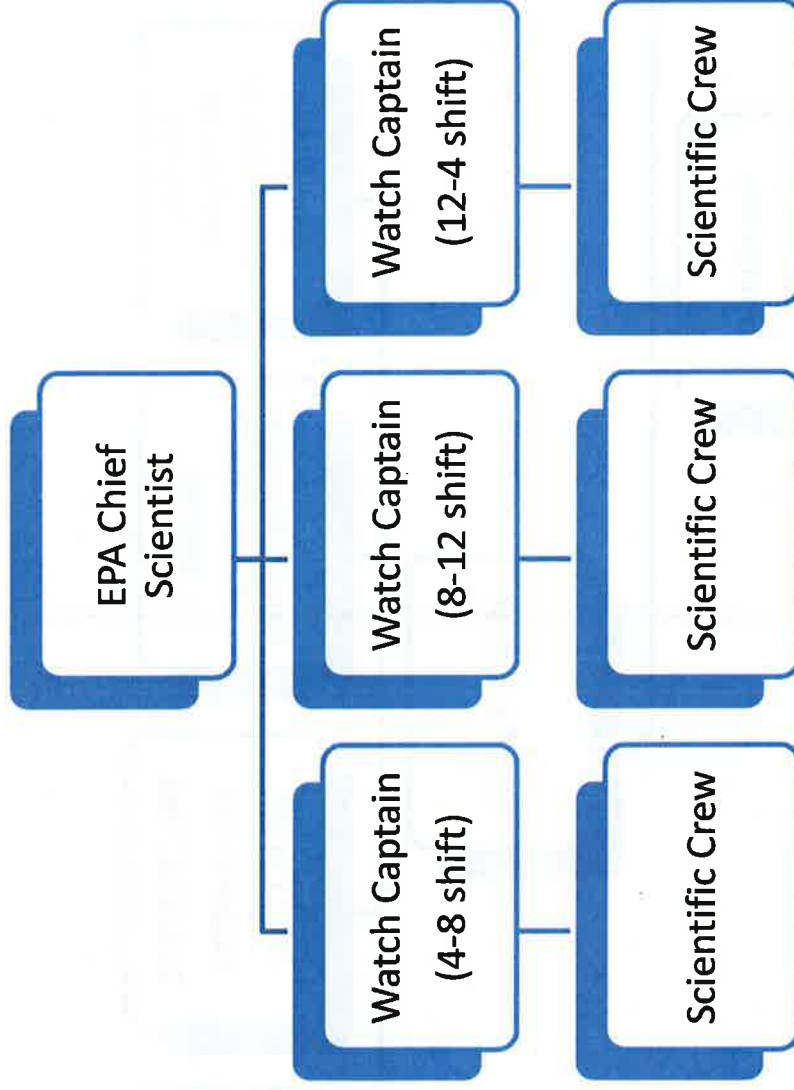 EPA Chief
Scientist
Watch Captain
(4-8 shift)
Watch Captain
(8-12 shift)
Watch Captain
(12-4 shift)
Scientific Crew
Scientific Crew
Scientific Crew